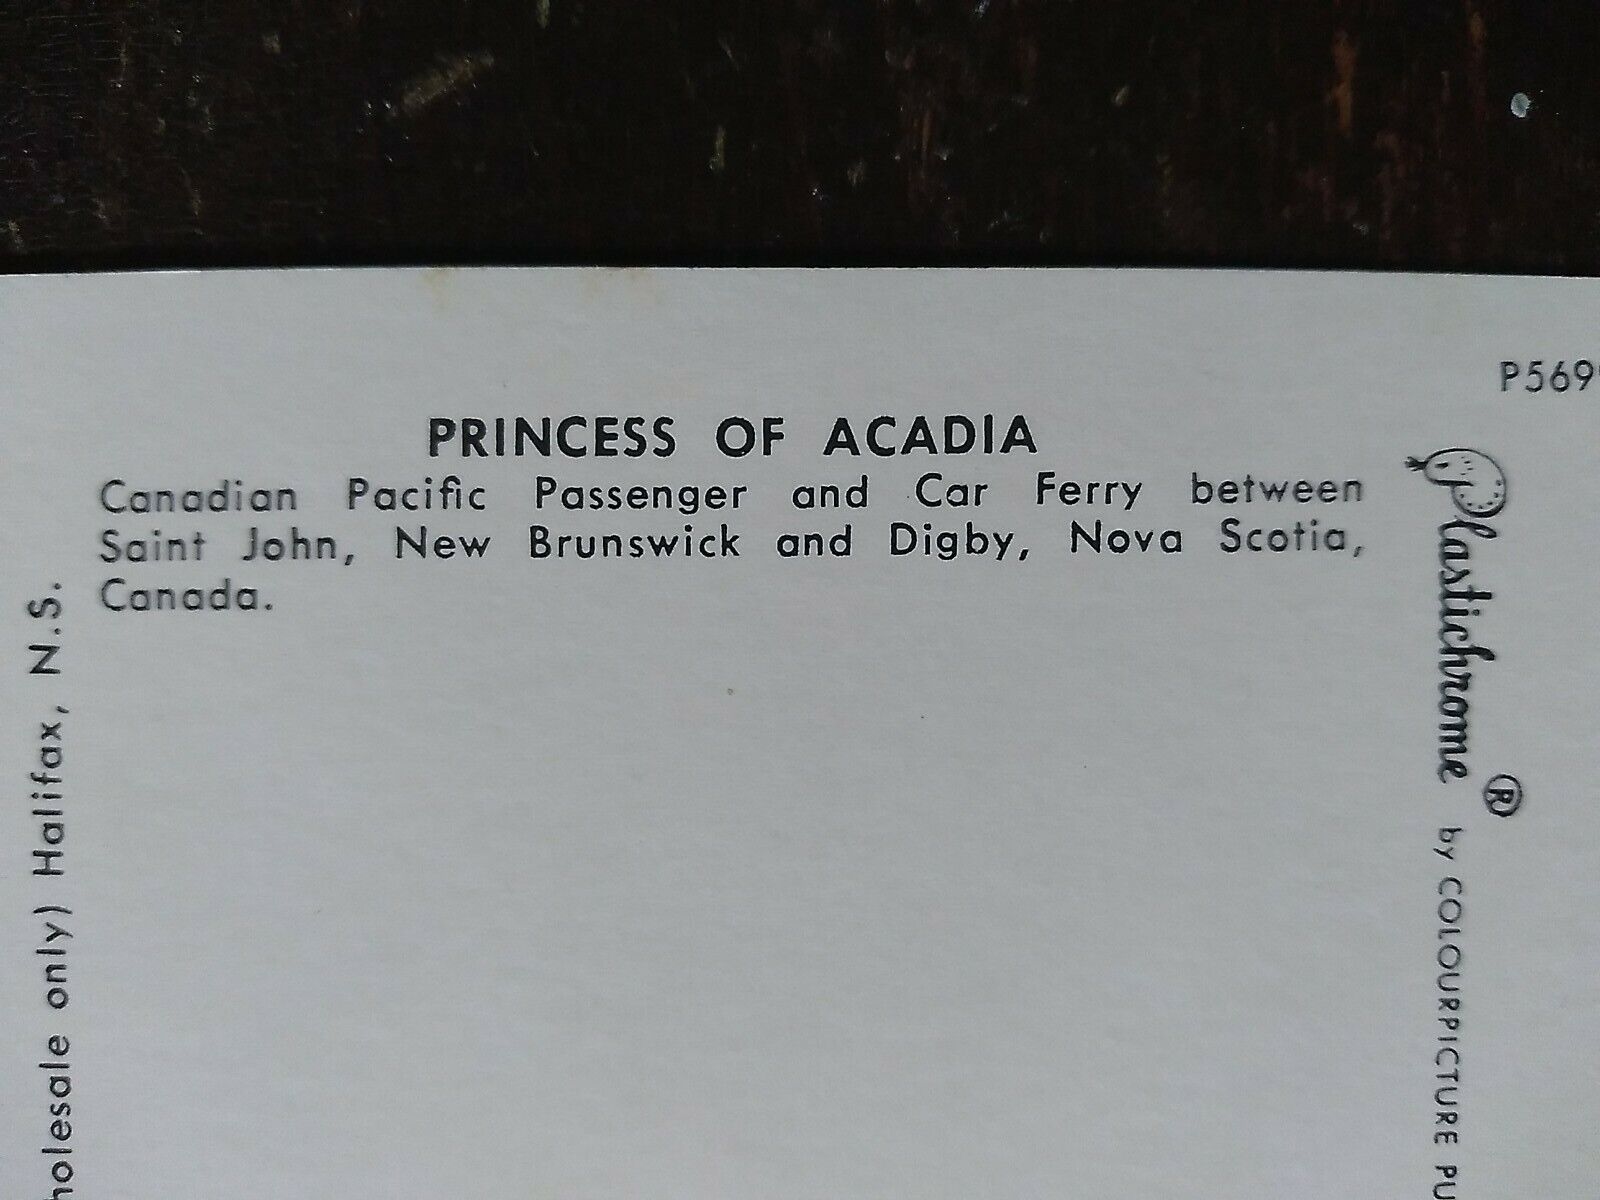 P569
PRINCESS OF ACADIA
Canadian Pacific Passenger and Car Ferry between
Saint John, New Brunswick and Digby, Nova Scotia,
Canada.
only) Halifax, N.S.
Plastichrome ® by COLOURPICTURE